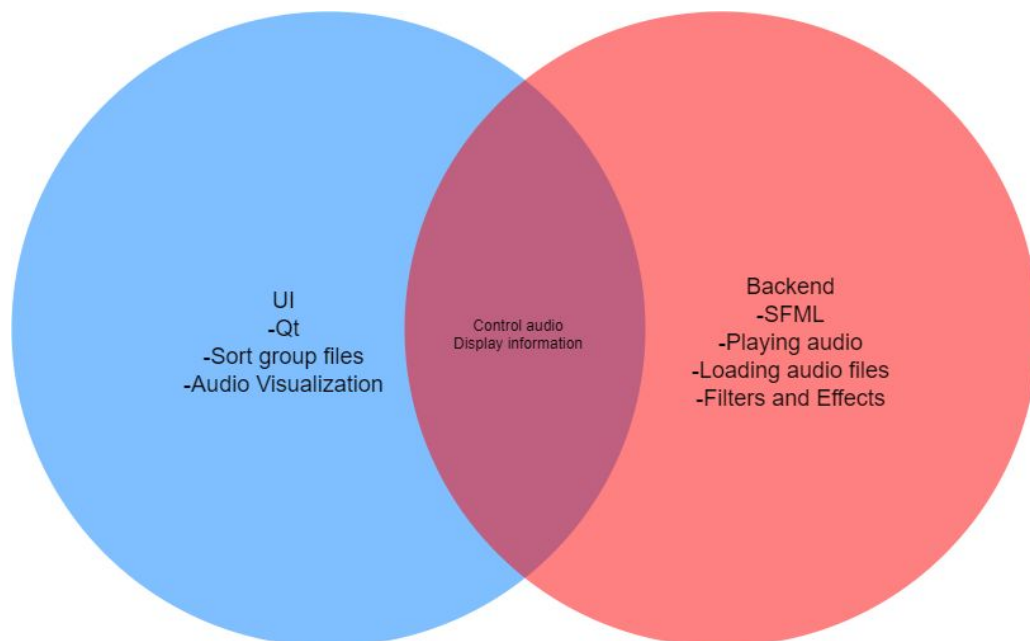 UI
-Qt
-Sort group files
-Audio Visualization
Control audio
Display information
Backend
-SFML
-Playing audio
-Loading audio files
-Filters and Effects